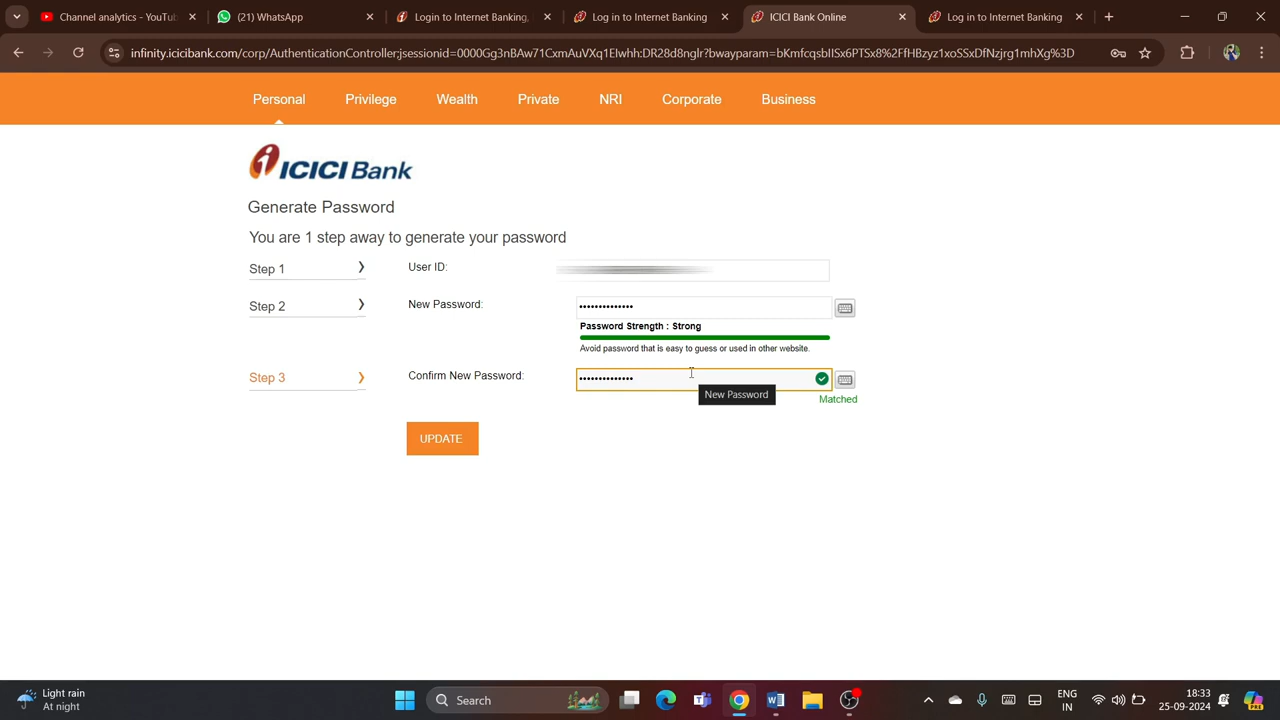 Channel analytics - YouTu
(21) WhatsApp
Login to Internet Banking,
Log in to Internet Banking
ICICI Bank Online
Log in to Internet Banking
infinity.icicibank.com/corp/AuthenticationController;jsessionid=0000Gg3nBAw71CxmAuVXq1Elwhh:DR28d8nglr?bwayparam=bKmfcqsbIISx6PTSx8%2FfHBzyz1xoSSxDfNzjrg1mhXg%3D
Personal Privilege Wealth Private NRI Corporate Business
ICICI Bank
Generate Password
You are 1 step away to generate your password
Step 1 User ID:
Step 2 New Password:
Password Strength : Strong
Avoid password that is easy to guess or used in other website.
Step 3 Confirm New Password:
New Password
Matched
UPDATE
Light rain
At night
Search
ENG
IN
18:33
25-09-2024